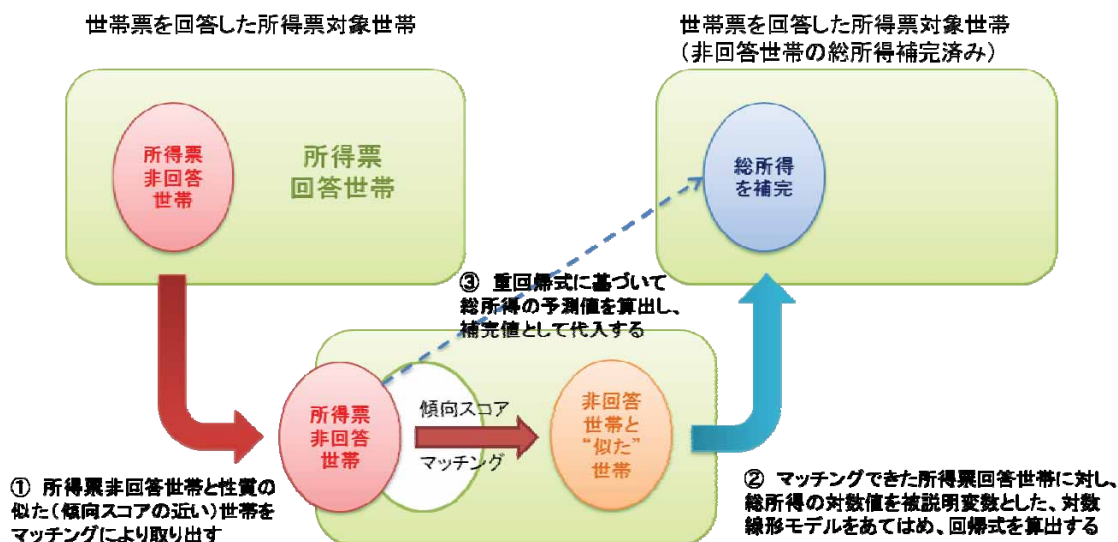 世帯票を回答した所得票対象世帯
世帯票を回答した所得票対象世帯
(非回答世帯の総所得補完済み)
所得票
非回答
世帯
所得票
回答世帯
総所得
を補完
③ 重回帰式に基づいて
総所得の予測値を算出し、
補完値として代入する
所得票
非回答
世帯
傾向スコア
マッチング
非回答
世帯と
“似た”
世帯
① 所得票非回答世帯と性質の
似た(傾向スコアの近い)世帯を
マッチングにより取り出す
② マッチングできた所得票回答世帯に対し、
総所得の対数値を被説明変数とした、対数
線形モデルをあてはめ、回帰式を算出する